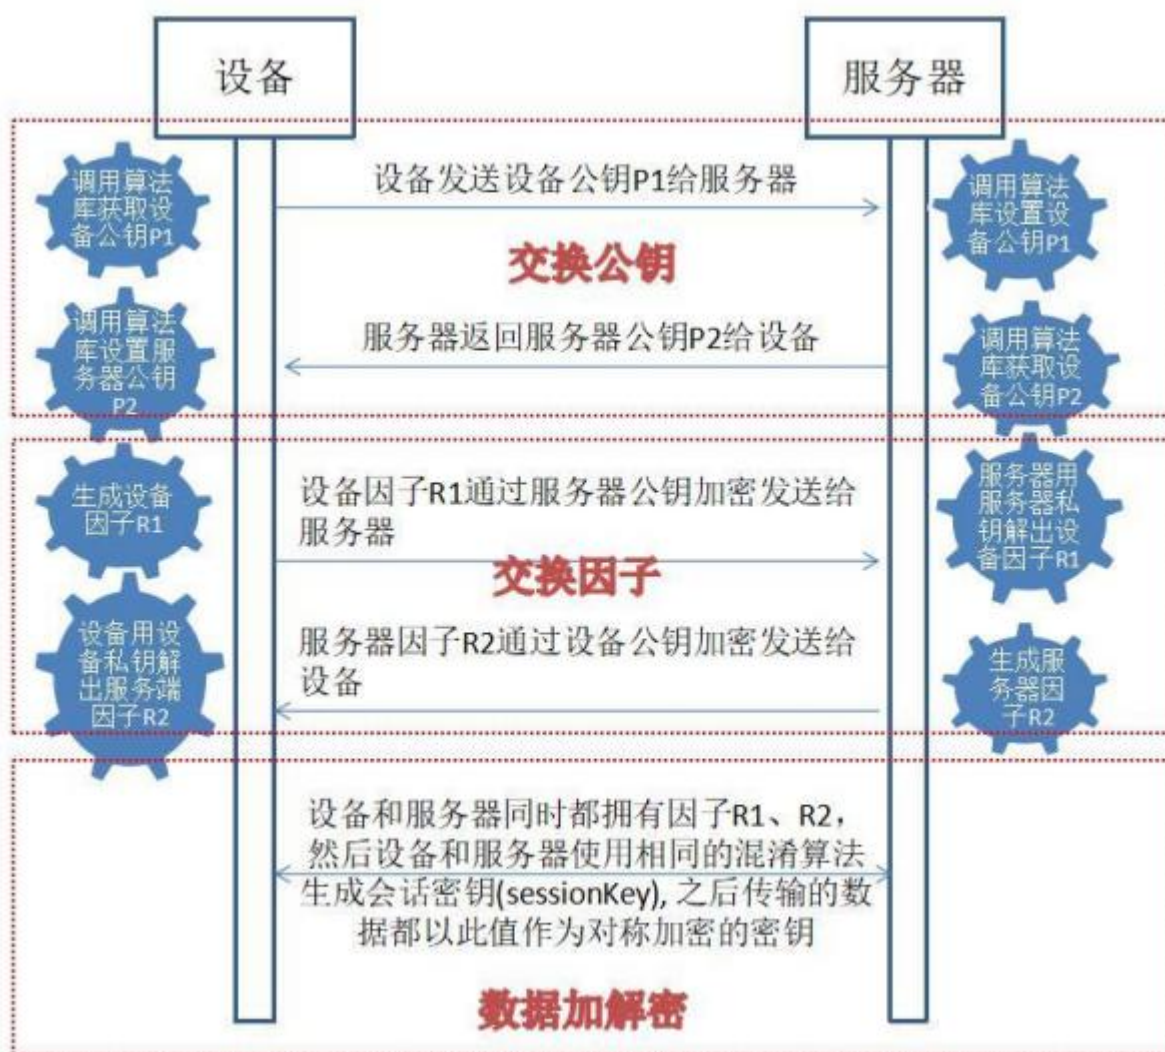 设备
服务器
调用算法
库获取设
备公钥P1
设备发送设备公钥P1给服务器
调用算法
库设置设
备公钥P1
交换公钥
调用算法
库设置服
务器公钥
P2
服务器返回服务器公钥P2给设备
调用算法
库获取设
备公钥P2
生成设备
因子R1
设备因子R1通过服务器公钥加密发送给
服务器
服务器用
服务器私
钥解出设
备因子R1
交换因子
设备用设
备私钥解
出服务端
因子R2
服务器因子R2通过设备公钥加密发送给
设备
生成服
务器因
子R2
设备和服务器同时都拥有因子R1、R2，
然后设备和服务器使用相同的混淆算法
生成会话密钥(sessionKey), 之后传输的数
据都以此值作为对称加密的密钥
数据加解密